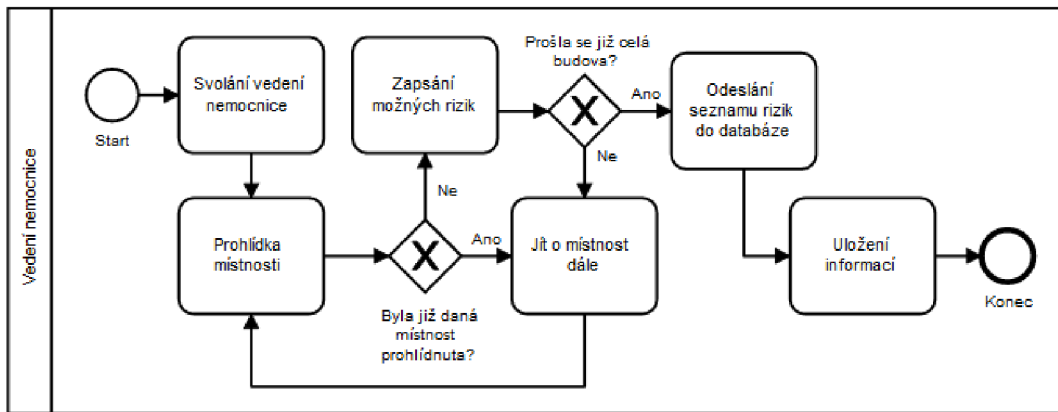 Vedení nemocnice
Start
Svolání vedení
nemocnice
Prohlídka
místnosti
Byla již daná
místnost
prohlídnuta?
Ne
Ano
Zapsání
možných rizik
Prošla se již celá
budova?
Ano
Ne
Jít o místnost
dále
Odeslání
seznamu rizik
do databáze
Uložení
informací
Konec